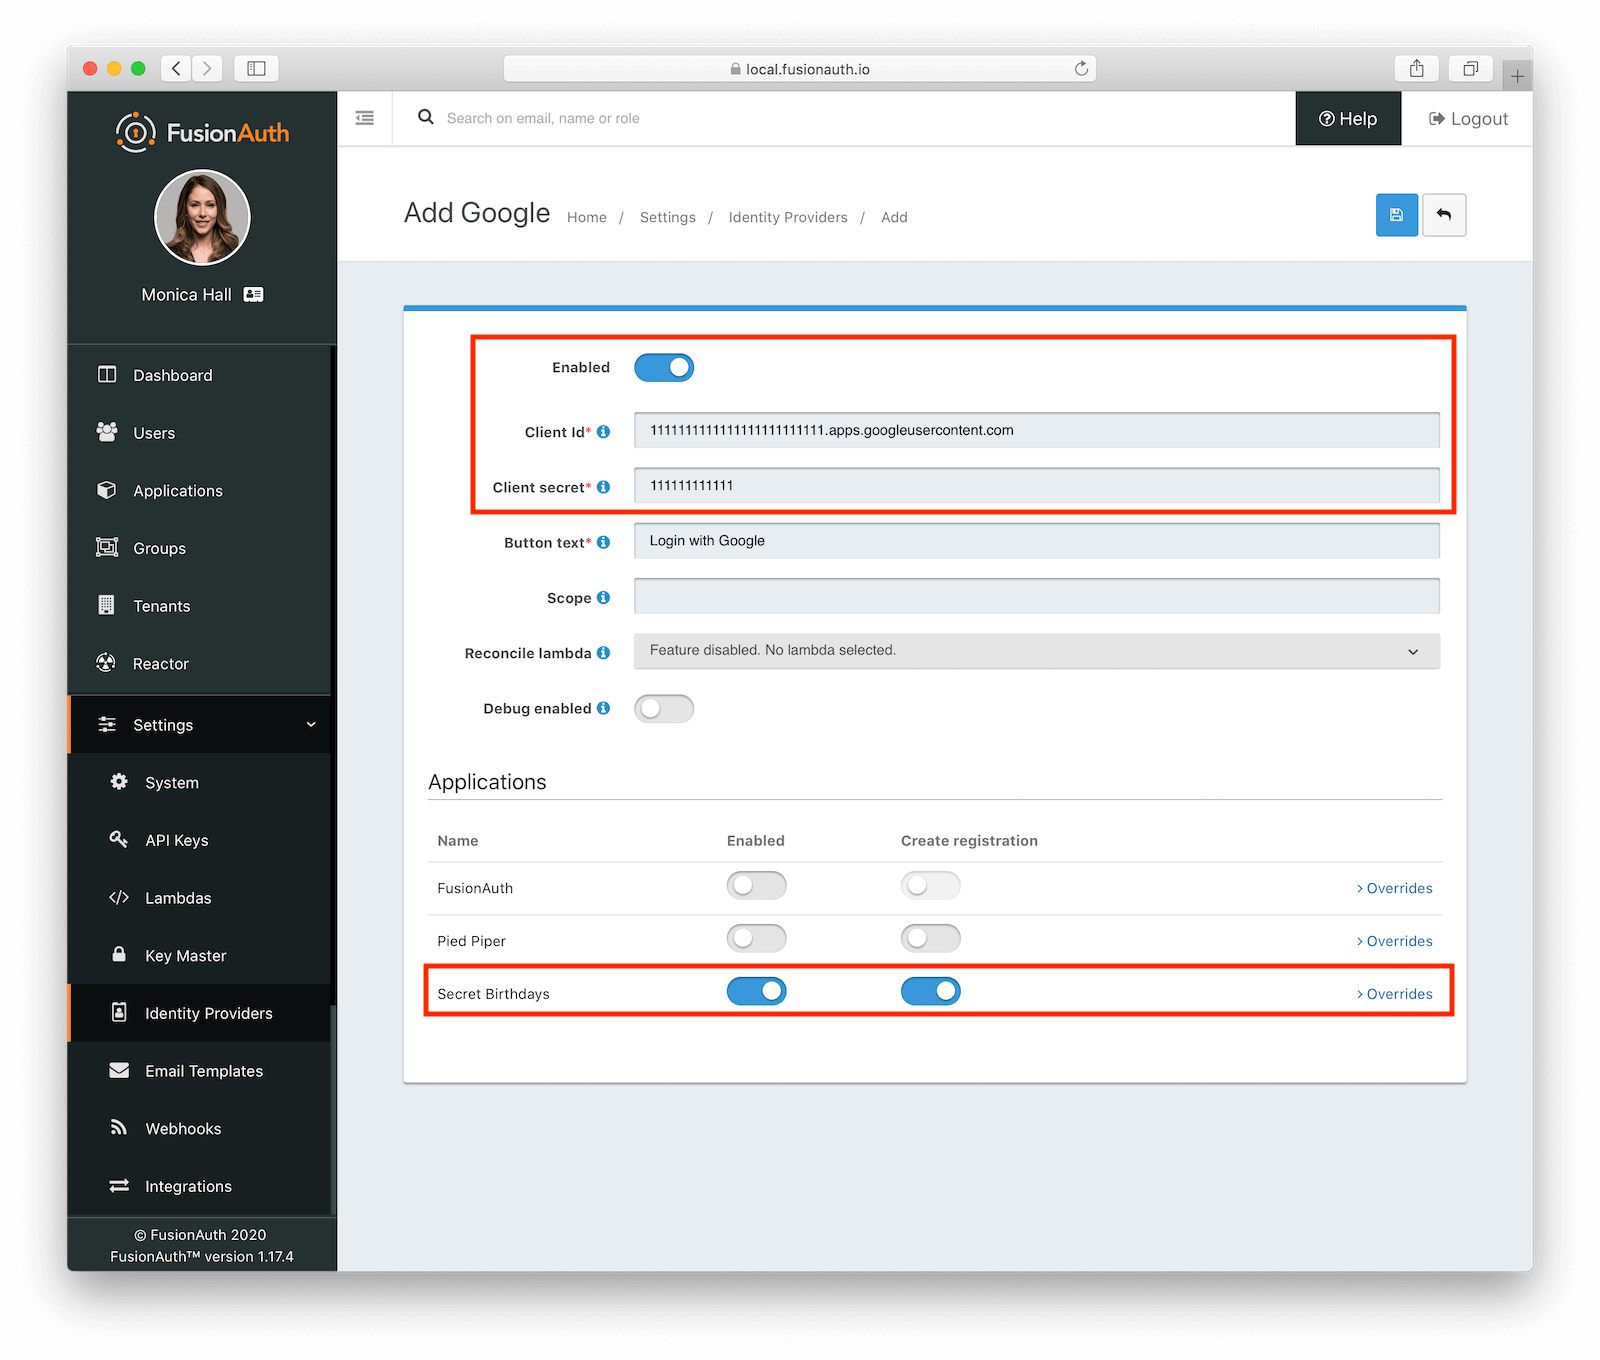 local.fusionauth.io
FusionAuth
Search on email, name or role
Help
Logout
Monica Hall
Add Google
Home / Settings / Identity Providers / Add
Dashboard
Users
Applications
Groups
Tenants
Reactor
Settings
System
API Keys
Lambdas
Key Master
Identity Providers
Email Templates
Webhooks
Integrations
© FusionAuth 2020
FusionAuth™ version 1.17.4
Enabled
Client Id* 1111111111111111111111111.apps.googleusercontent.com
Client secret* 111111111111
Button text* Login with Google
Scope
Reconcile lambda Feature disabled. No lambda selected.
Debug enabled
Applications
Name Enabled Create registration
FusionAuth > Overrides
Pied Piper > Overrides
Secret Birthdays > Overrides